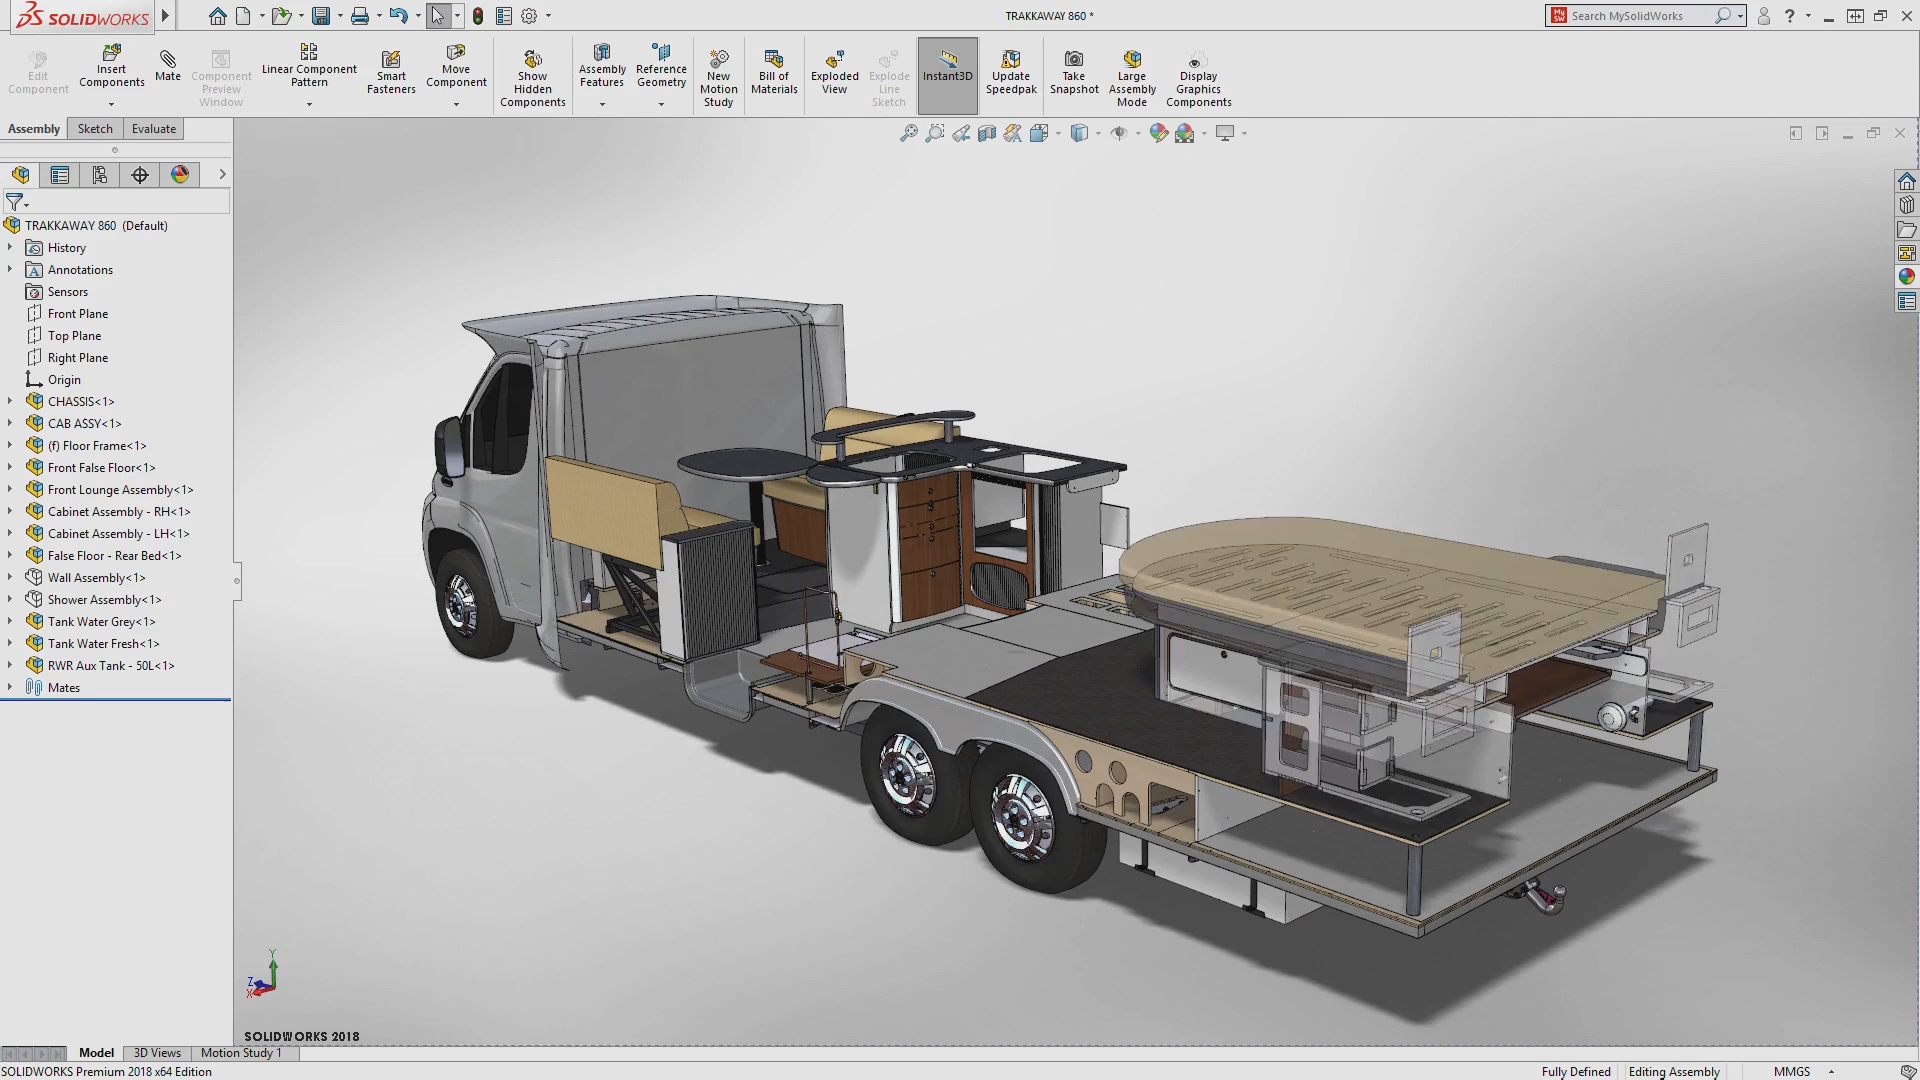 SOLIDWORKS
TRAKKAWAY 860 *
My
SW
Search MySolidWorks
?
Edit
Component
Insert
Components
Mate
Component
Preview
Window
Linear Component
Pattern
Smart
Fasteners
Move
Component
Show
Hidden
Components
Assembly
Features
Reference
Geometry
New
Motion
Study
Bill of
Materials
Exploded
View
Explode
Line
Sketch
Instant3D
Update
Speedpak
Take
Snapshot
Large
Assembly
Mode
Display
Graphics
Components
Assembly
Sketch
Evaluate
TRAKKAWAY 860 (Default)
History
A
Annotations
Sensors
Front Plane
Top Plane
Right Plane
Origin
CHASSIS<1>
CAB ASSY<1>
(f) Floor Frame<1>
Front False Floor<1>
Front Lounge Assembly<1>
Cabinet Assembly - RH<1>
Cabinet Assembly - LH<1>
False Floor - Rear Bed<1>
Wall Assembly<1>
Shower Assembly<1>
Tank Water Grey<1>
Tank Water Fresh<1>
RWR Aux Tank - 50L<1>
Mates
Y
Z
X
SOLIDWORKS 2018
Model
3D Views
Motion Study 1
SOLIDWORKS Premium 2018 x64 Edition
Fully Defined
Editing Assembly
MMGS